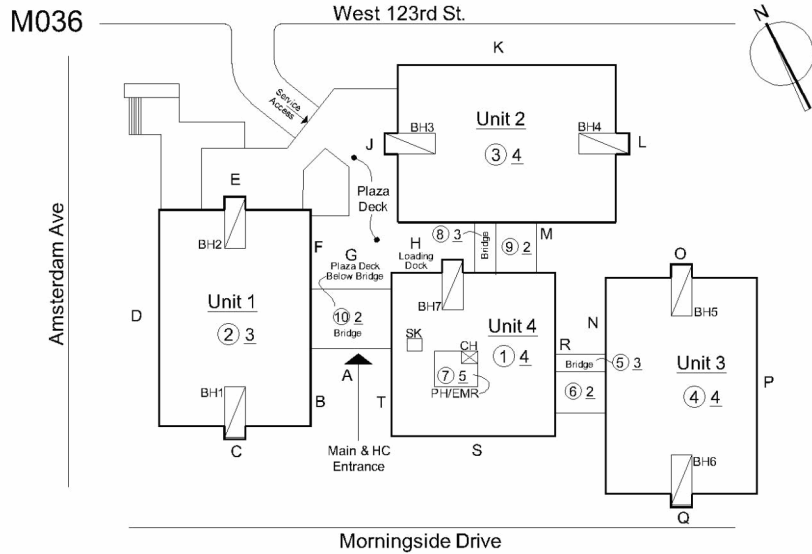 M036
West 123rd St.
N
K
Service
Access
Unit 2
BH3
BH4
J
L
③ 4
E
Plaza
Deck
BH2
F
⑧ 3
Bridge
⑨ 2
M
G
H
Plaza Deck
Below Bridge
Loading
Dock
O
Amsterdam Ave
D
Unit 1
② 3
BH7
BH5
⑩ 2
Bridge
Unit 4
N
SK
CH
① 4
R
Bridge
⑤ 3
Unit 3
A
⑦ 5
PH/EMR
⑥ 2
④ 4
P
BH1
B
T
C
Main & HC
Entrance
S
BH6
Q
Morningside Drive